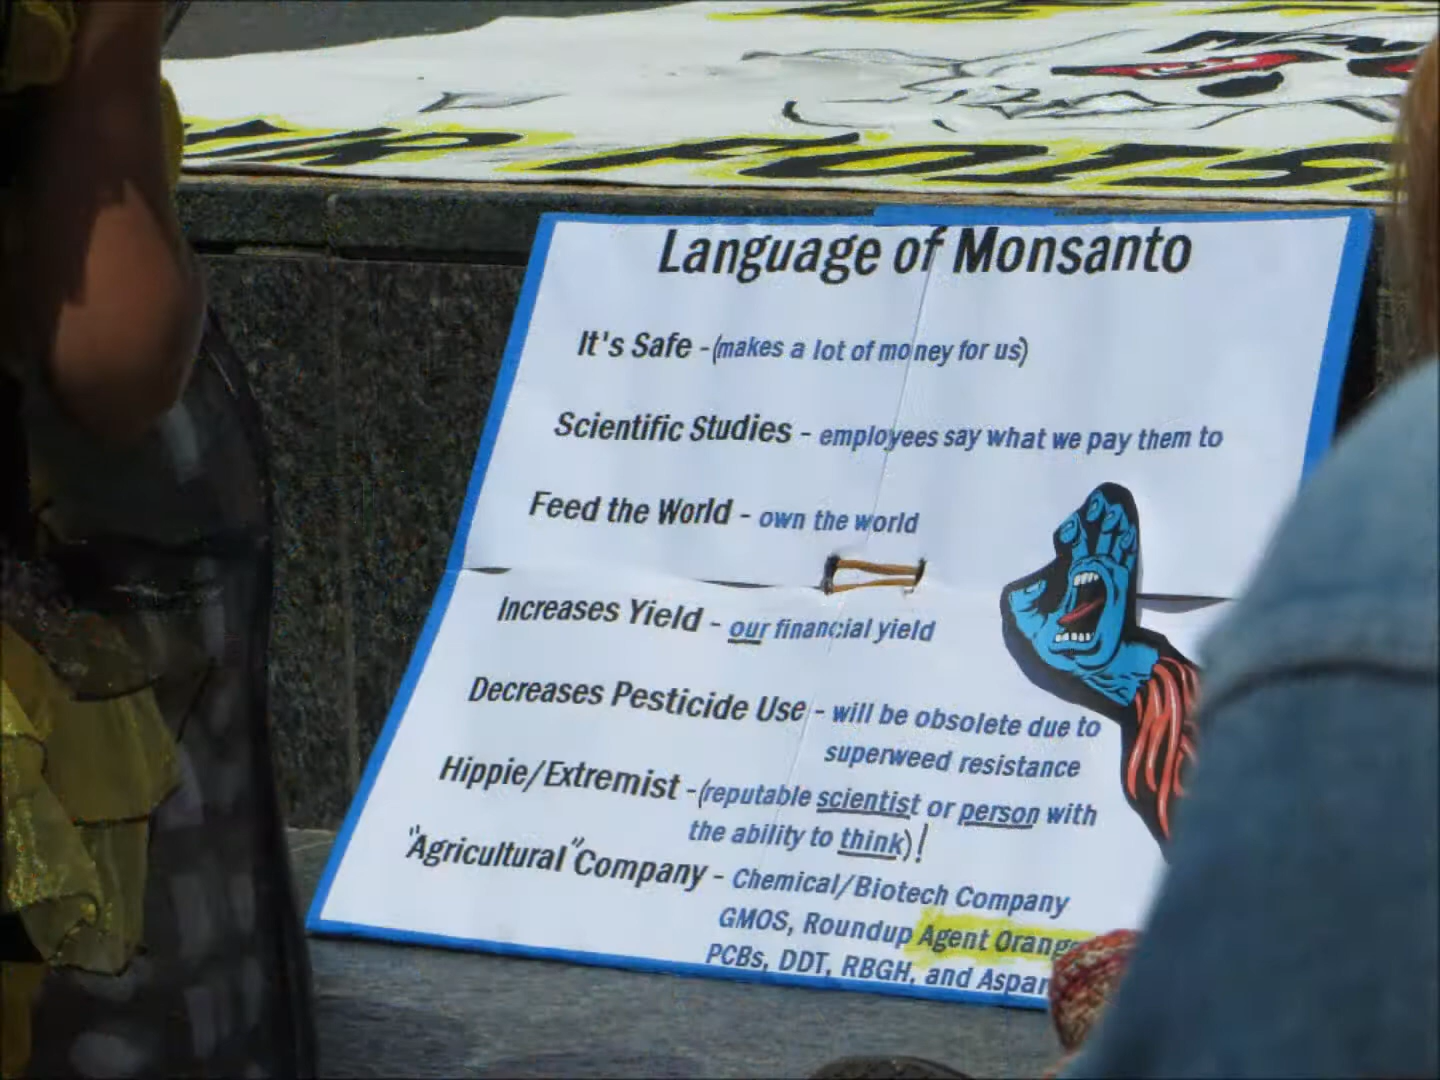 Language of Monsanto
It's Safe - (makes a lot of money for us)
Scientific Studies - employees say what we pay them to
Feed the World - own the world
Increases Yield - our financial yield
Decreases Pesticide Use - will be obsolete due to
superweed resistance
Hippie/Extremist - (reputable scientist or person with
the ability to think)!
"Agricultural" Company - Chemical/Biotech Company
GMOS, Roundup Agent Orange
PCBs, DDT, RBGH, and